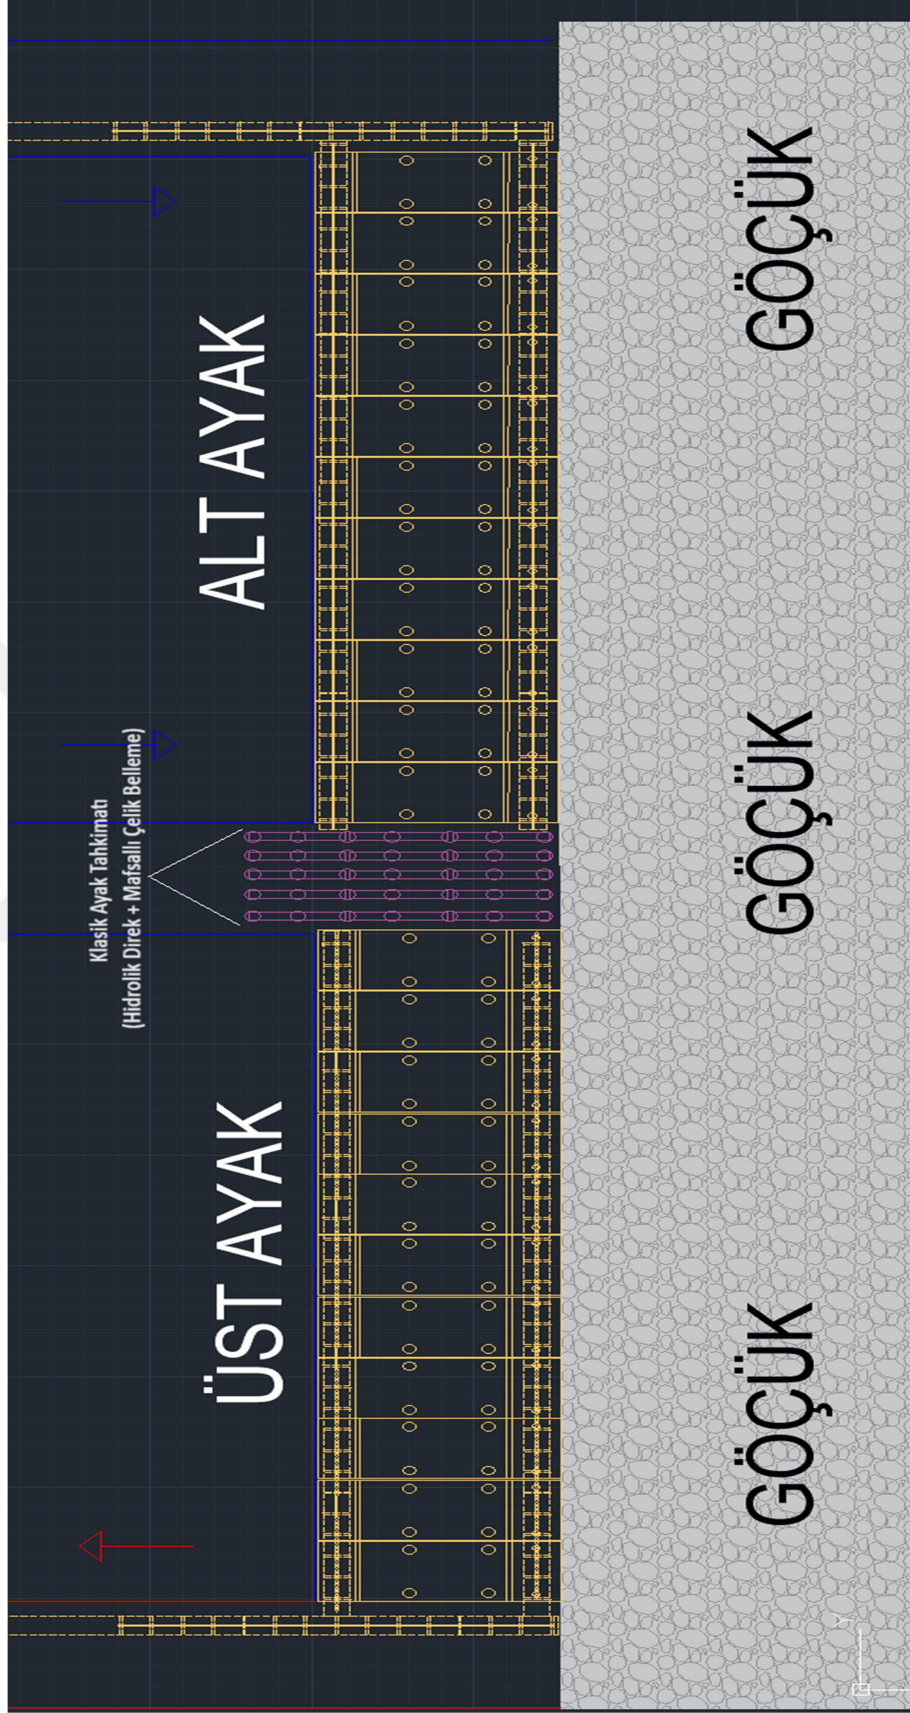 ALT AYAK
GÖÇÜK
Klasik Ayak Tahkimatı
(Hidrolik Direk + Mafsallı Çelik Belleme)
GÖÇÜK
ÜST AYAK
GÖÇÜK
Y